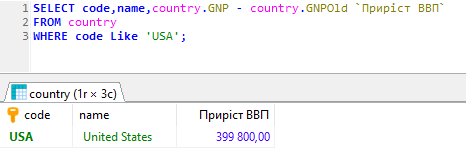 1 SELECT code,name,country.GNP - country.GNPOld `Приріст ВВП`
2 FROM country
3 WHERE code Like 'USA';
country (1r × 3c)
code name Приріст ВВП
USA United States 399 800,00